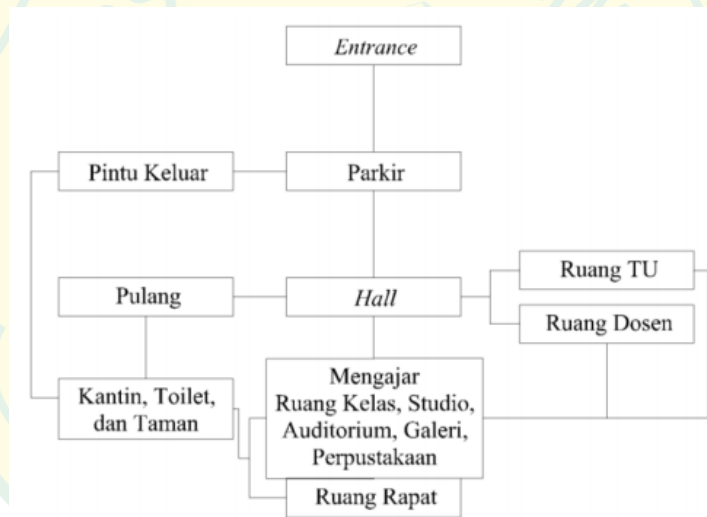 Entrance
Pintu Keluar
Parkir
Pulang
Hall
Ruang TU
Ruang Dosen
Kantin, Toilet,
dan Taman
Mengajar
Ruang Kelas, Studio,
Auditorium, Galeri,
Perpustakaan
Ruang Rapat